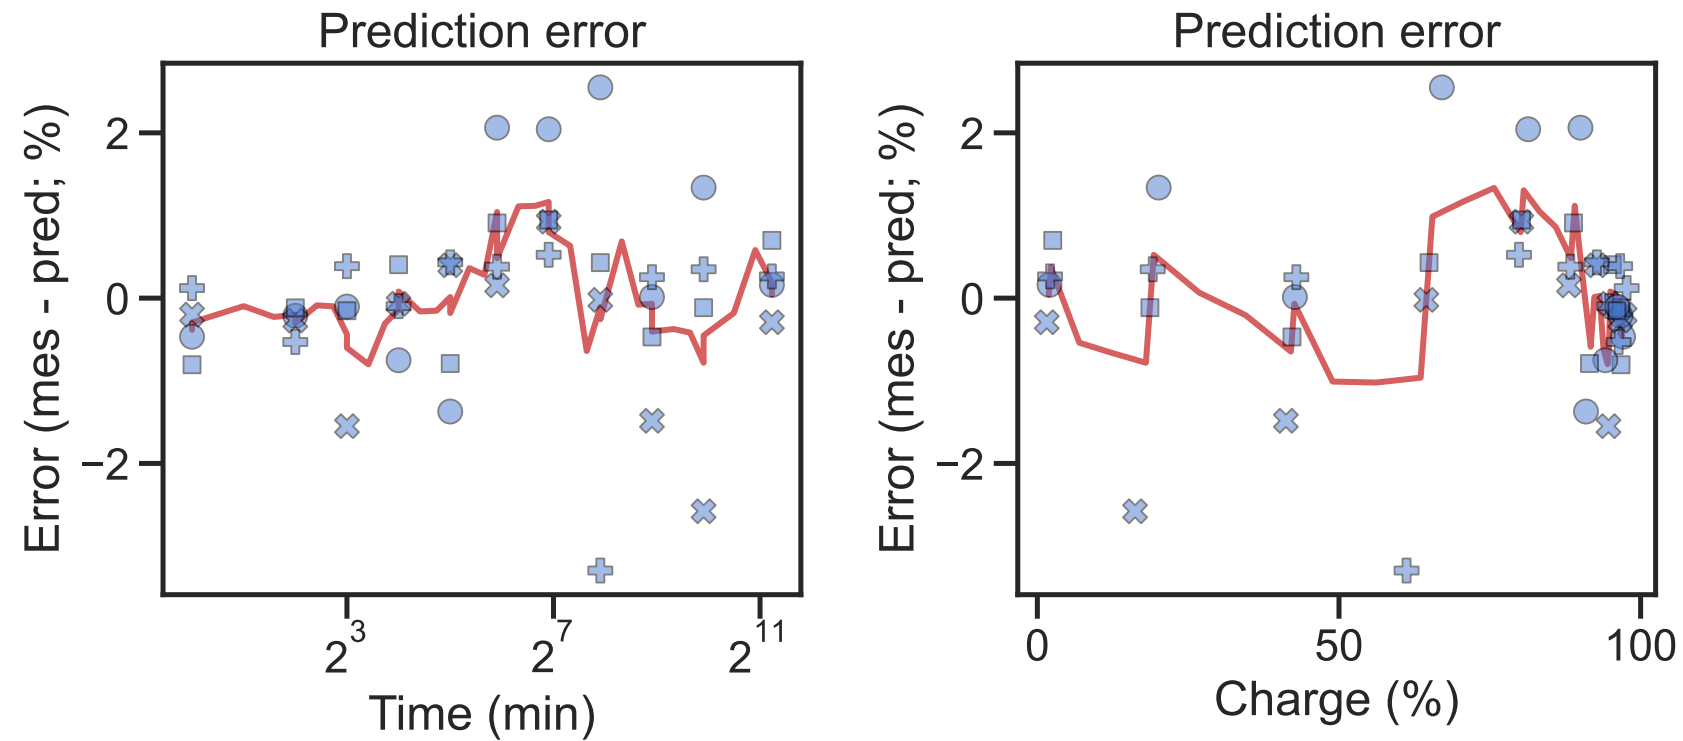 Prediction error
Error (mes - pred; %)
2
0
−2
2^3
2^7
2^11
Time (min)
Prediction error
Error (mes - pred; %)
2
0
−2
0
50
100
Charge (%)